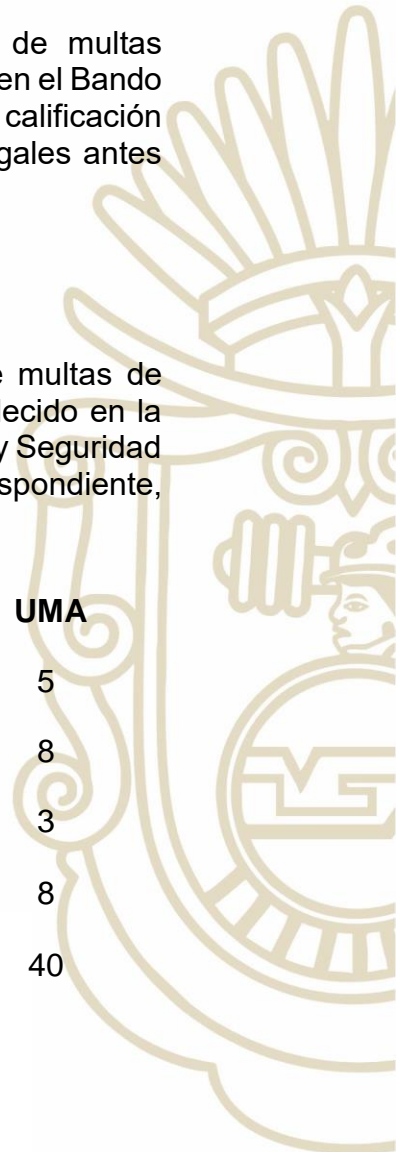 de multas
en el Bando
calificación
gales antes
e multas de
lecido en la
y Seguridad
spondiente,
UMA
5
8
3
8
40